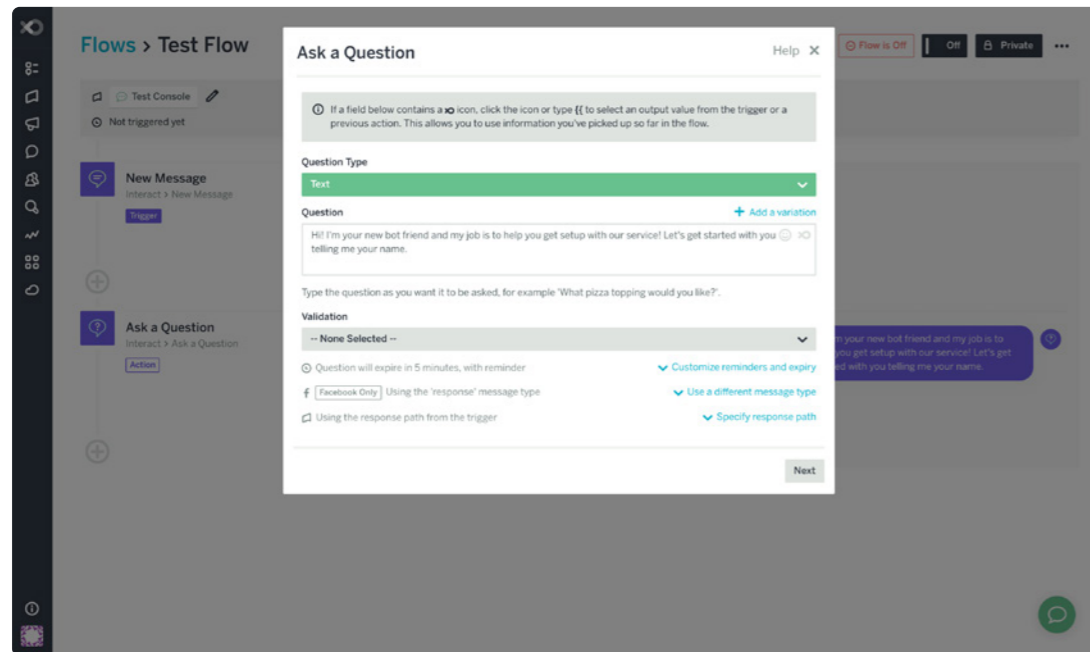 Flows > Test Flow
Flow is Off
Off
Private
Test Console
Not triggered yet
New Message
Interact > New Message
Trigger
Ask a Question
Interact > Ask a Question
Action
your new bot friend and my job is to
you get setup with our service! Let's get
ed with you telling me your name.
Ask a Question
Help
If a field below contains a icon, click the icon or type {{ to select an output value from the trigger or a
previous action. This allows you to use information you've picked up so far in the flow.
Question Type
Text
Question
+ Add a variation
Hi! I'm your new bot friend and my job is to help you get setup with our service! Let's get started with you
telling me your name.
Type the question as you want it to be asked, for example 'What pizza topping would you like?'.
Validation
-- None Selected --
Question will expire in 5 minutes, with reminder
Customize reminders and expiry
Facebook Only Using the 'response' message type
Use a different message type
Using the response path from the trigger
Specify response path
Next